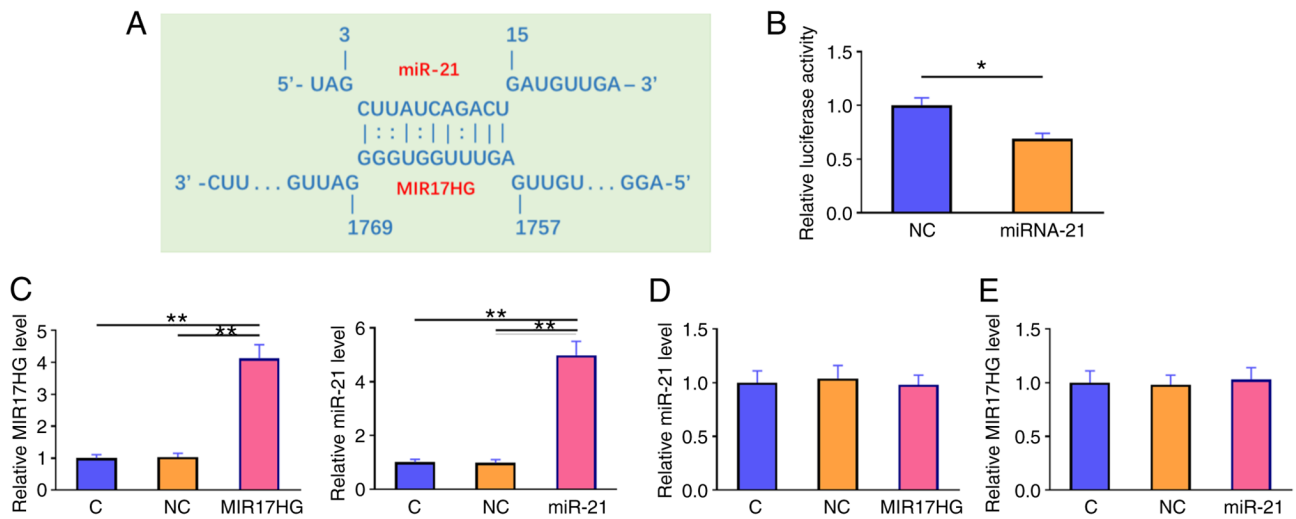 A
3 15
miR-21
5'- UAG GAUGUUGA – 3'
CUUAUCAGACU
|::|:||:|||
GGGUGGUUUGA
3' -CUU...GUUAG GUUGU...GGA-5'
MIR17HG
1769 1757
B
Relative luciferase activity
1.5
1.0
0.5
0.0
*
NC miRNA-21
C
Relative MIR17HG level
5
4
3
2
1
0
**
**
C NC MIR17HG
Relative miR-21 level
6
4
2
0
**
**
C NC miR-21
D
Relative miR-21 level
1.5
1.0
0.5
0.0
C NC MIR17HG
E
Relative MIR17HG level
1.5
1.0
0.5
0.0
C NC miR-21